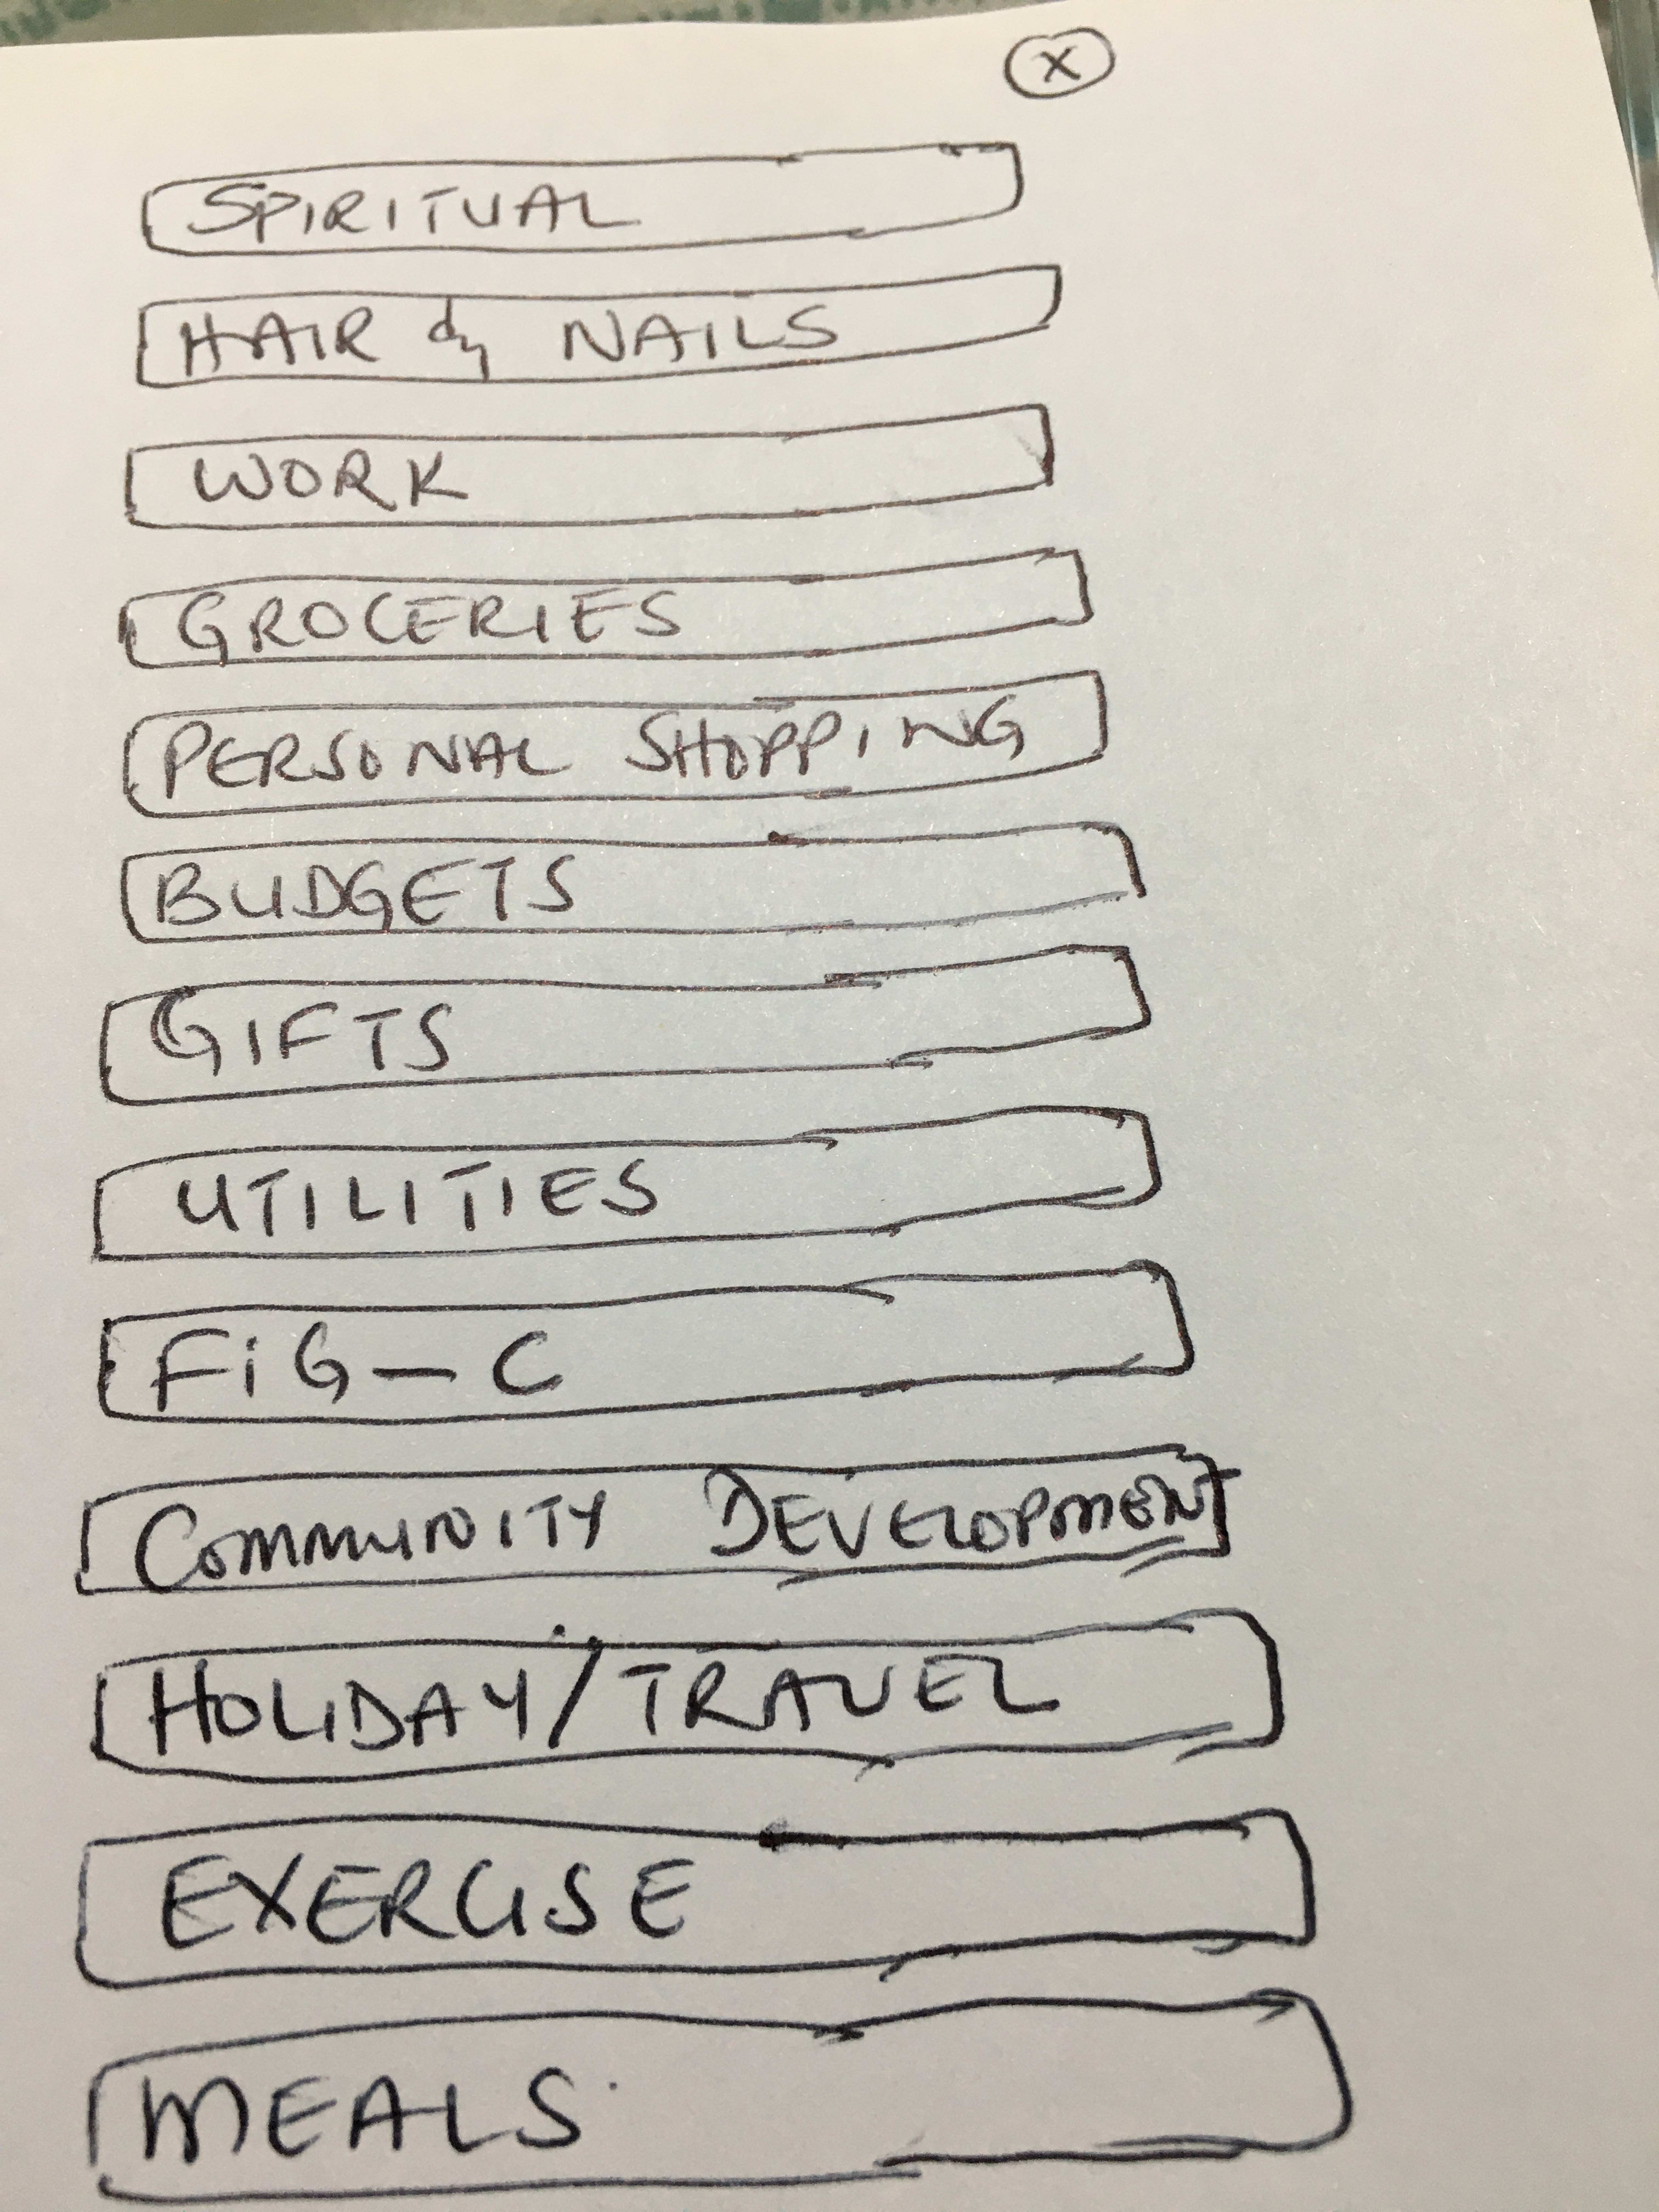 X
SPIRITUAL
HAIR & NAILS
WORK
GROCERIES
PERSONAL SHOPPING
BUDGETS
GIFTS
UTILITIES
FiG-C
COMMUNITY DEVELOPMENT
HOLIDAY/TRAVEL
EXERCISE
MEALS